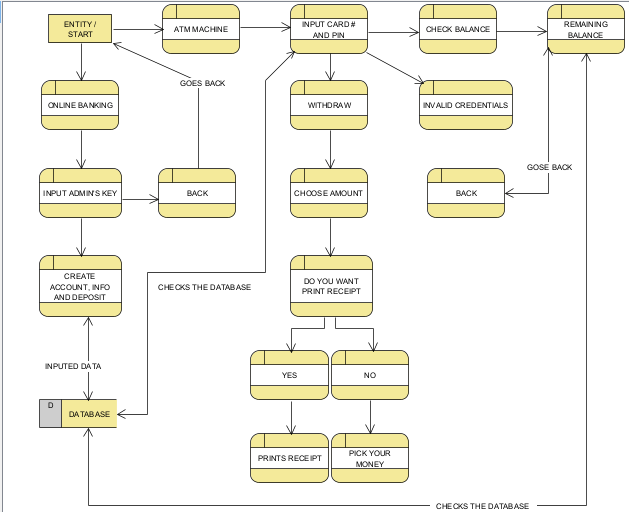 ENTITY /
START
ATM MACHINE
INPUT CARD #
AND PIN
CHECK BALANCE
REMAINING
BALANCE
GOES BACK
ONLINE BANKING
WITHDRAW
INVALID CREDENTIALS
GOSE BACK
INPUT ADMIN'S KEY
BACK
CHOOSE AMOUNT
BACK
CREATE
ACCOUNT, INFO
AND DEPOSIT
CHECKS THE DATABASE
DO YOU WANT
PRINT RECEIPT
INPUTED DATA
YES
NO
D
DATABASE
PRINTS RECEIPT
PICK YOUR
MONEY
CHECKS THE DATABASE